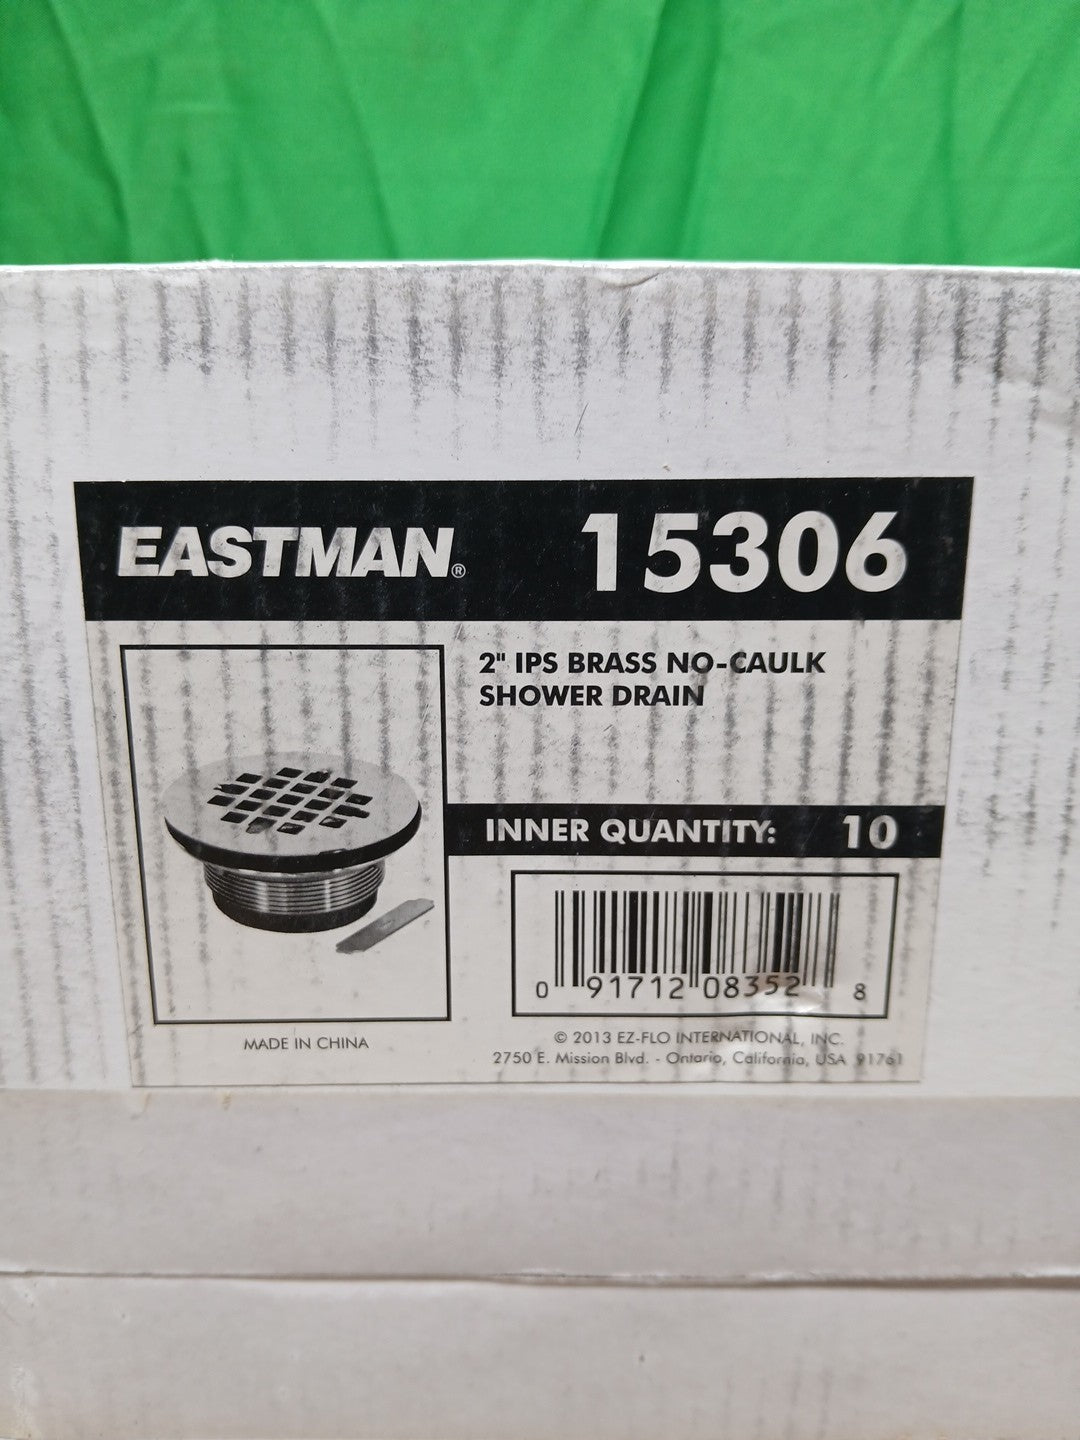 EASTMAN® 15306
2" IPS BRASS NO-CAULK
SHOWER DRAIN
INNER QUANTITY: 10
0 91712 08352 8
MADE IN CHINA
© 2013 EZ-FLO INTERNATIONAL, INC.
2750 E. Mission Blvd. - Ontario, California, USA 91761